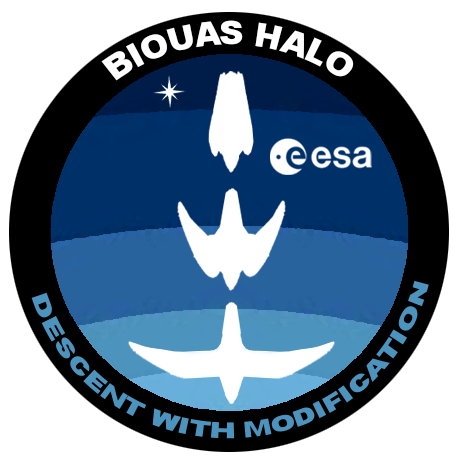 BIOUAS HALO
esa
DESCENT WITH MODIFICATION